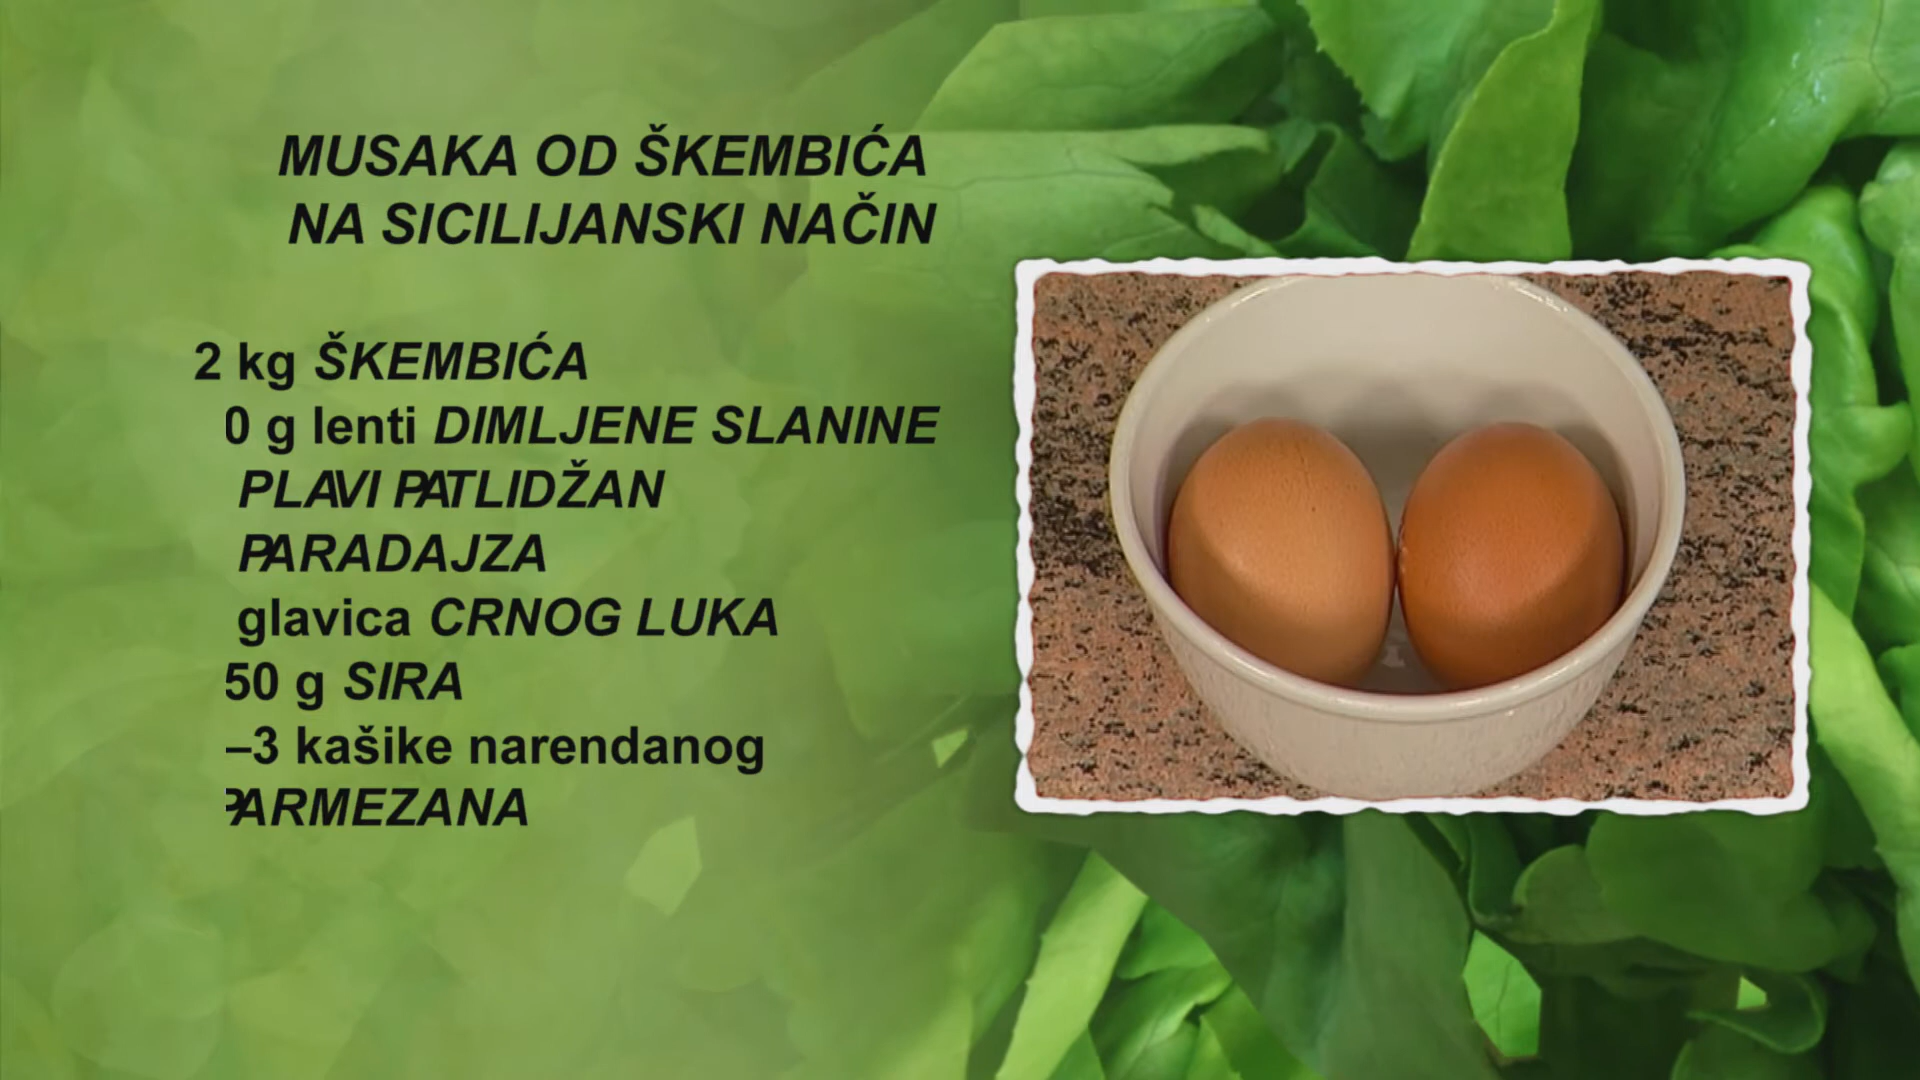 MUSAKA OD ŠKEMBIĆA
NA SICILIJANSKI NAČIN
2 kg ŠKEMBIĆA
0 g lenti DIMLJENE SLANINE
PLAVI PATLIDŽAN
PARADAJZA
glavica CRNOG LUKA
50 g SIRA
–3 kašike narendanog
PARMEZANA